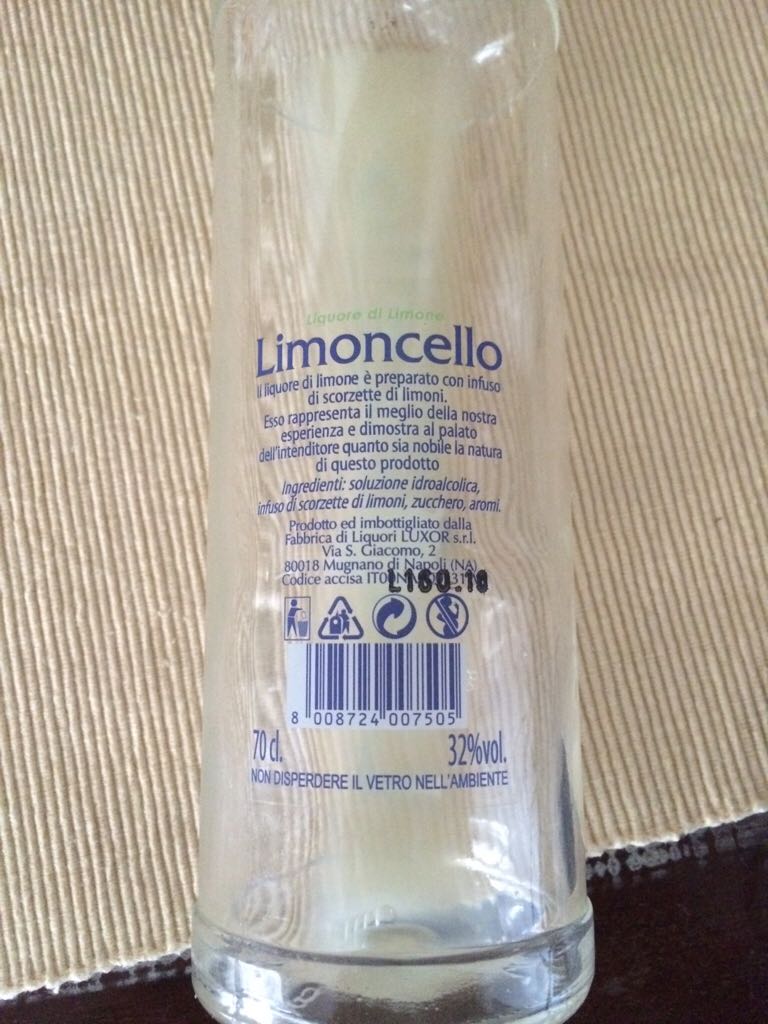 Liquore di Limone
Limoncello
Il liquore di limone è preparato con infuso
di scorzette di limoni.
Esso rappresenta il meglio della nostra
esperienza e dimostra al palato
dell'intenditore quanto sia nobile la natura
di questo prodotto
Ingredienti: soluzione idroalcolica,
infuso di scorzette di limoni, zucchero, aromi.
Prodotto ed imbottigliato dalla
Fabbrica di Liquori LUXOR s.r.l.
Via S. Giacomo, 2
80018 Mugnano di Napoli (NA)
Codice accisa
L160.18
8 008724 007505
70 cl. 32%vol.
NON DISPERDERE IL VETRO NELL'AMBIENTE